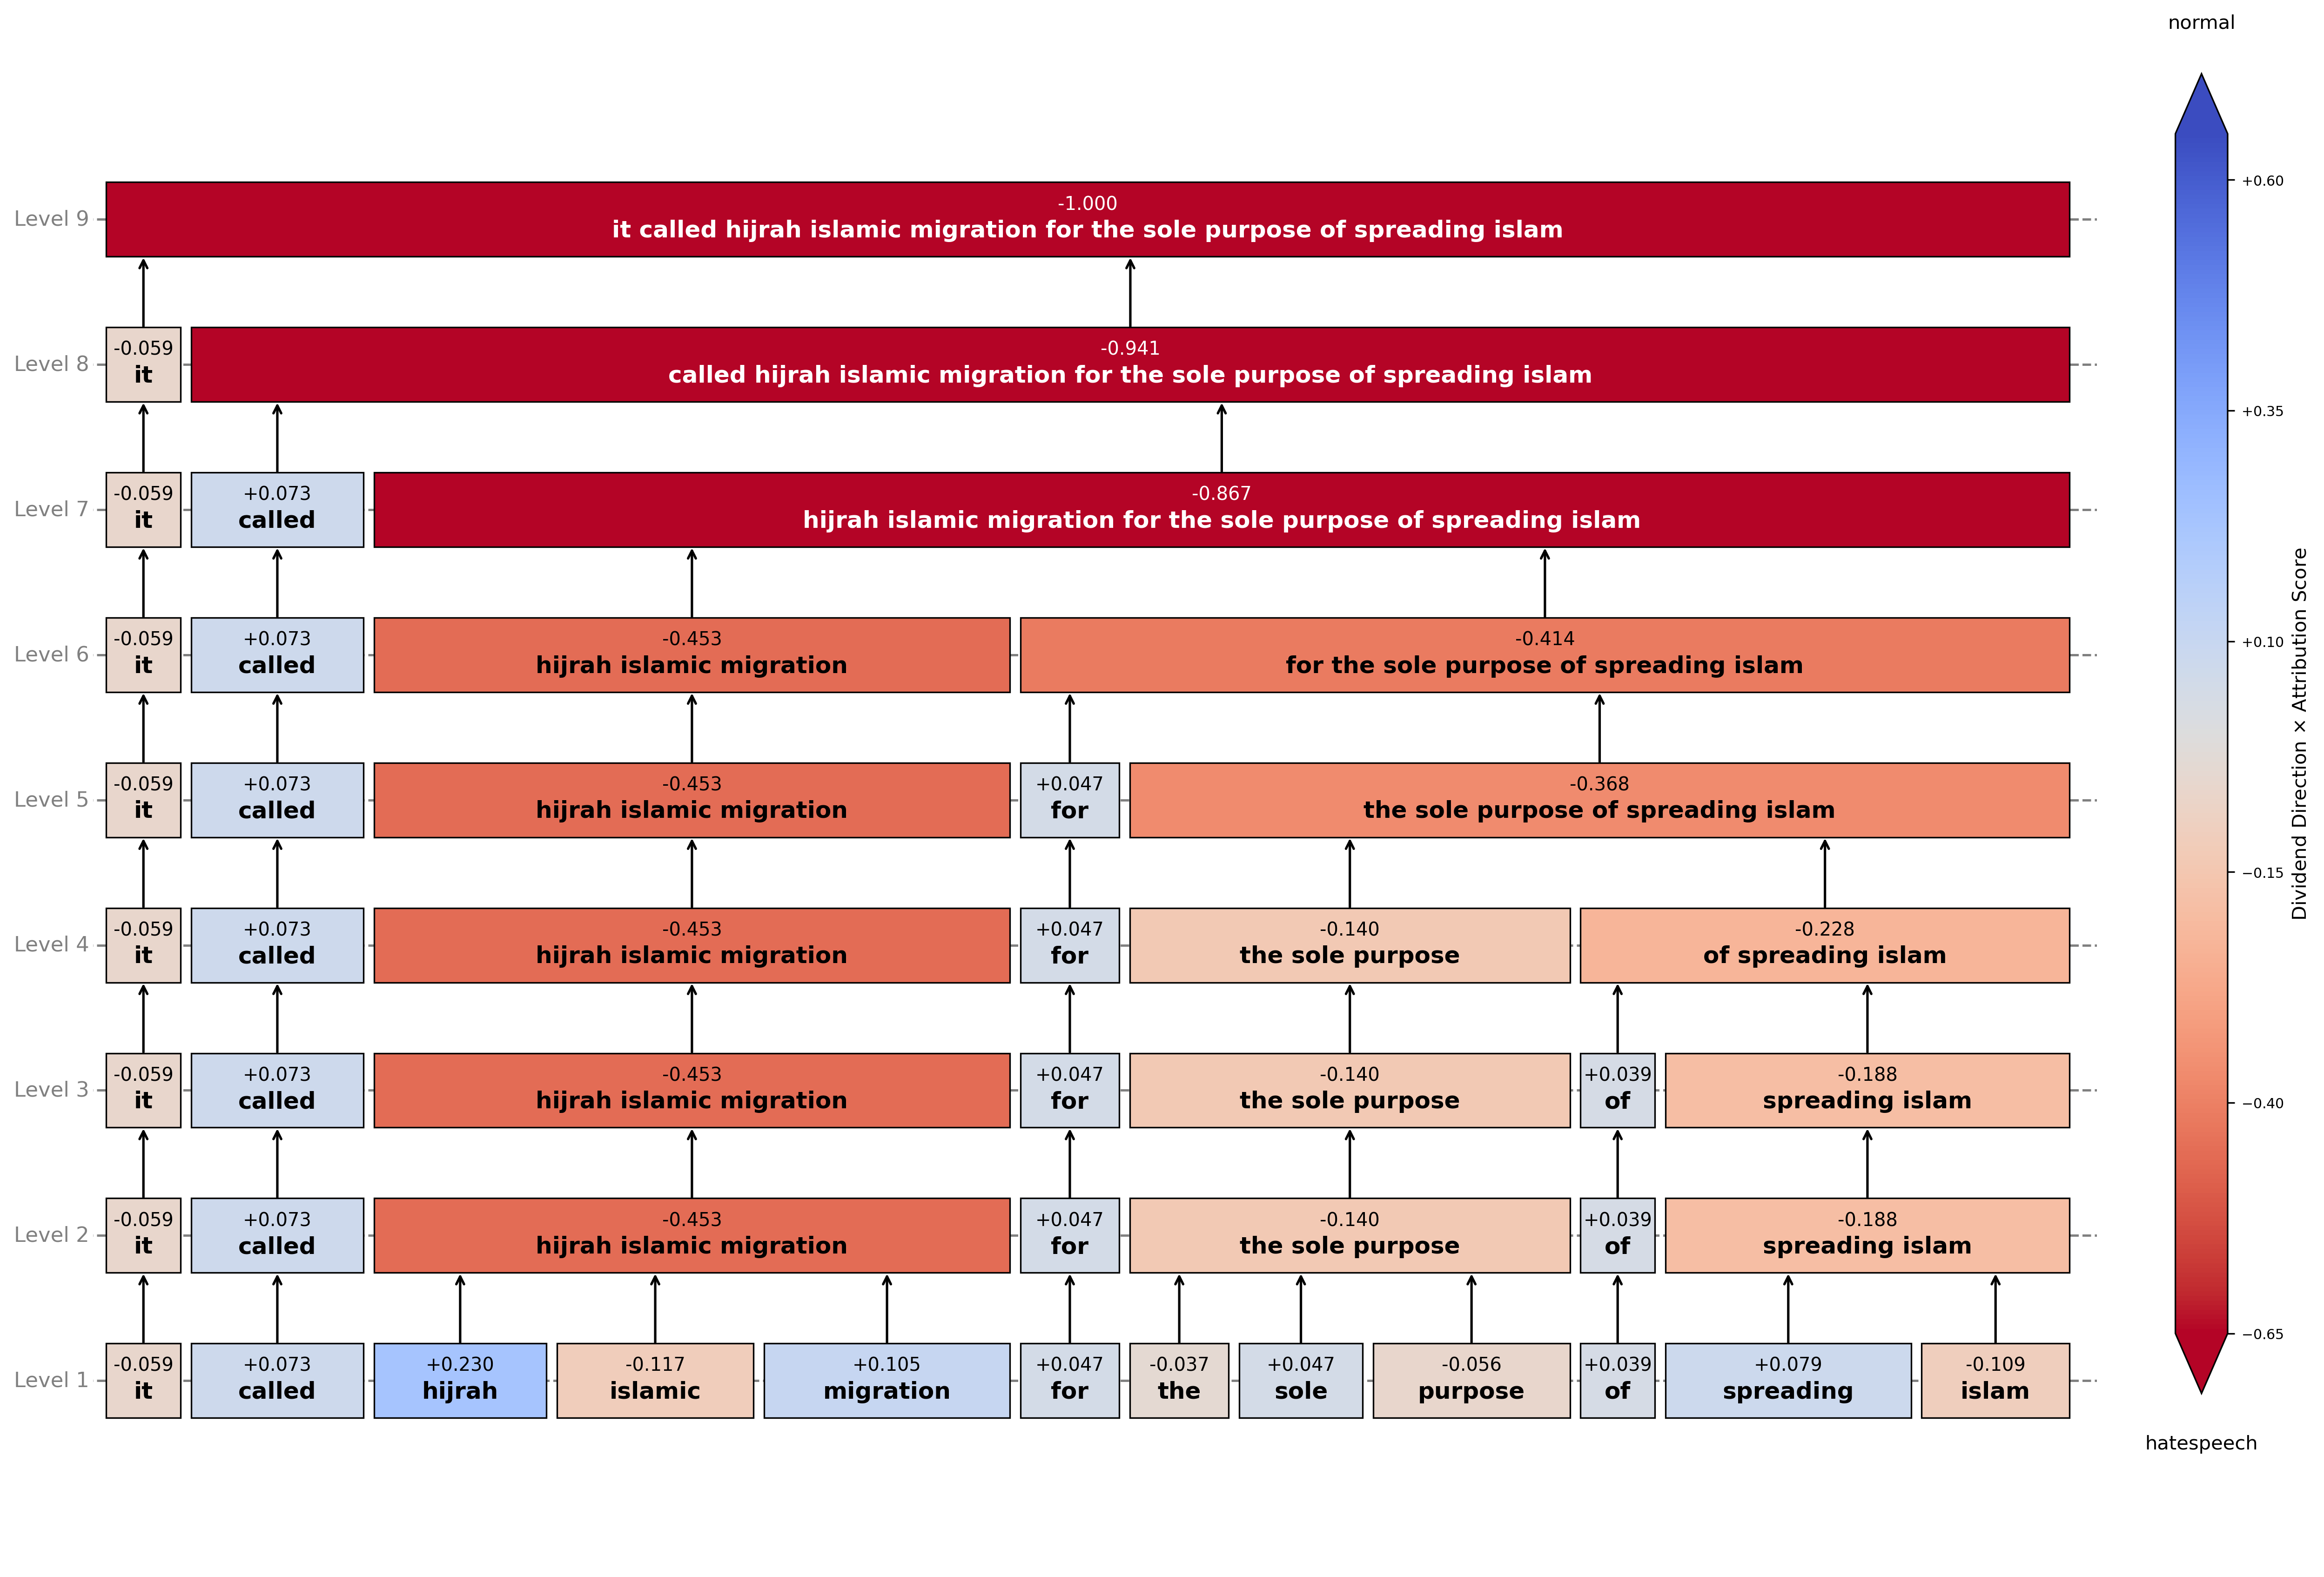 normal
Level 9
-1.000
it called hijrah islamic migration for the sole purpose of spreading islam
Level 8
-0.059
it
-0.941
called hijrah islamic migration for the sole purpose of spreading islam
Level 7
-0.059
it
+0.073
called
-0.867
hijrah islamic migration for the sole purpose of spreading islam
Level 6
-0.059
it
+0.073
called
-0.453
hijrah islamic migration
-0.414
for the sole purpose of spreading islam
Level 5
-0.059
it
+0.073
called
-0.453
hijrah islamic migration
+0.047
for
-0.368
the sole purpose of spreading islam
Level 4
-0.059
it
+0.073
called
-0.453
hijrah islamic migration
+0.047
for
-0.140
the sole purpose
-0.228
of spreading islam
Level 3
-0.059
it
+0.073
called
-0.453
hijrah islamic migration
+0.047
for
-0.140
the sole purpose
+0.039
of
-0.188
spreading islam
Level 2
-0.059
it
+0.073
called
-0.453
hijrah islamic migration
+0.047
for
-0.140
the sole purpose
+0.039
of
-0.188
spreading islam
Level 1
-0.059
it
+0.073
called
+0.230
hijrah
-0.117
islamic
+0.105
migration
+0.047
for
-0.037
the
+0.047
sole
-0.056
purpose
+0.039
of
+0.079
spreading
-0.109
islam
+0.60
+0.35
+0.10
−0.15
−0.40
−0.65
Dividend Direction × Attribution Score
hatespeech